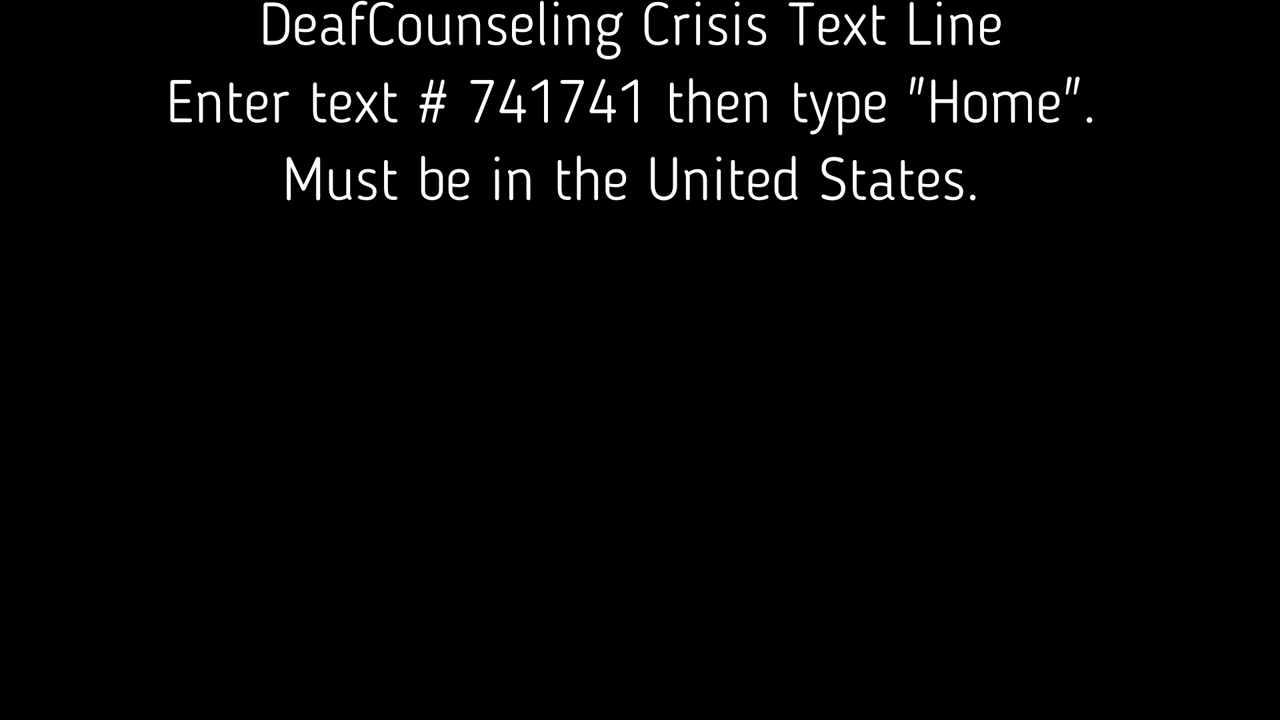 DeafCounseling Crisis Text Line
Enter text # 741741 then type "Home".
Must be in the United States.